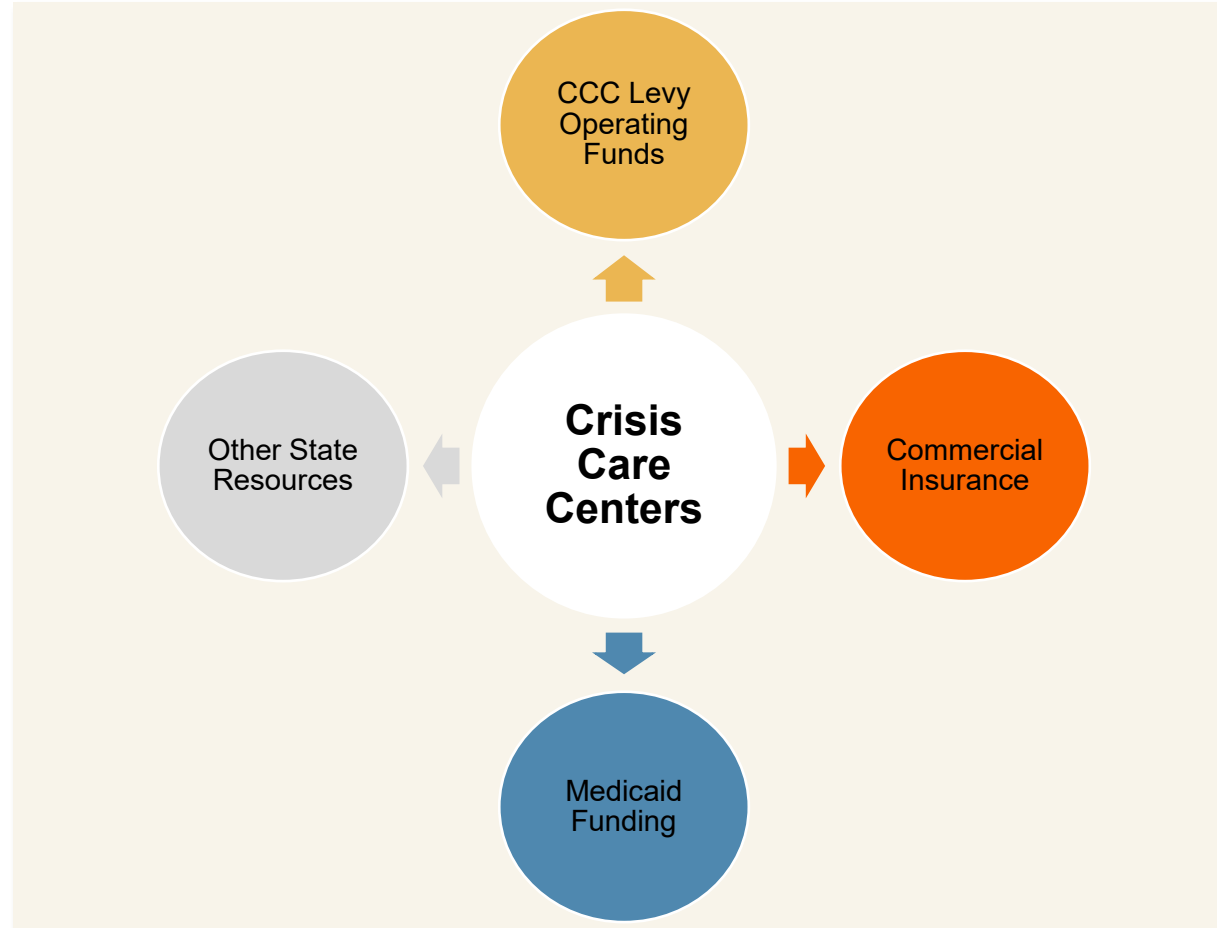 CCC Levy
Operating
Funds
Other State
Resources
Crisis
Care
Centers
Commercial
Insurance
Medicaid
Funding